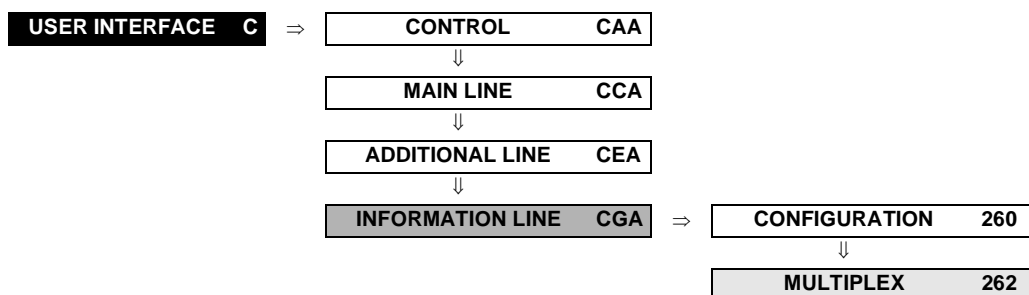 USER INTERFACE C ⇒ CONTROL CAA
⇓
MAIN LINE CCA
⇓
ADDITIONAL LINE CEA
⇓
INFORMATION LINE CGA ⇒ CONFIGURATION 260
⇓
MULTIPLEX 262